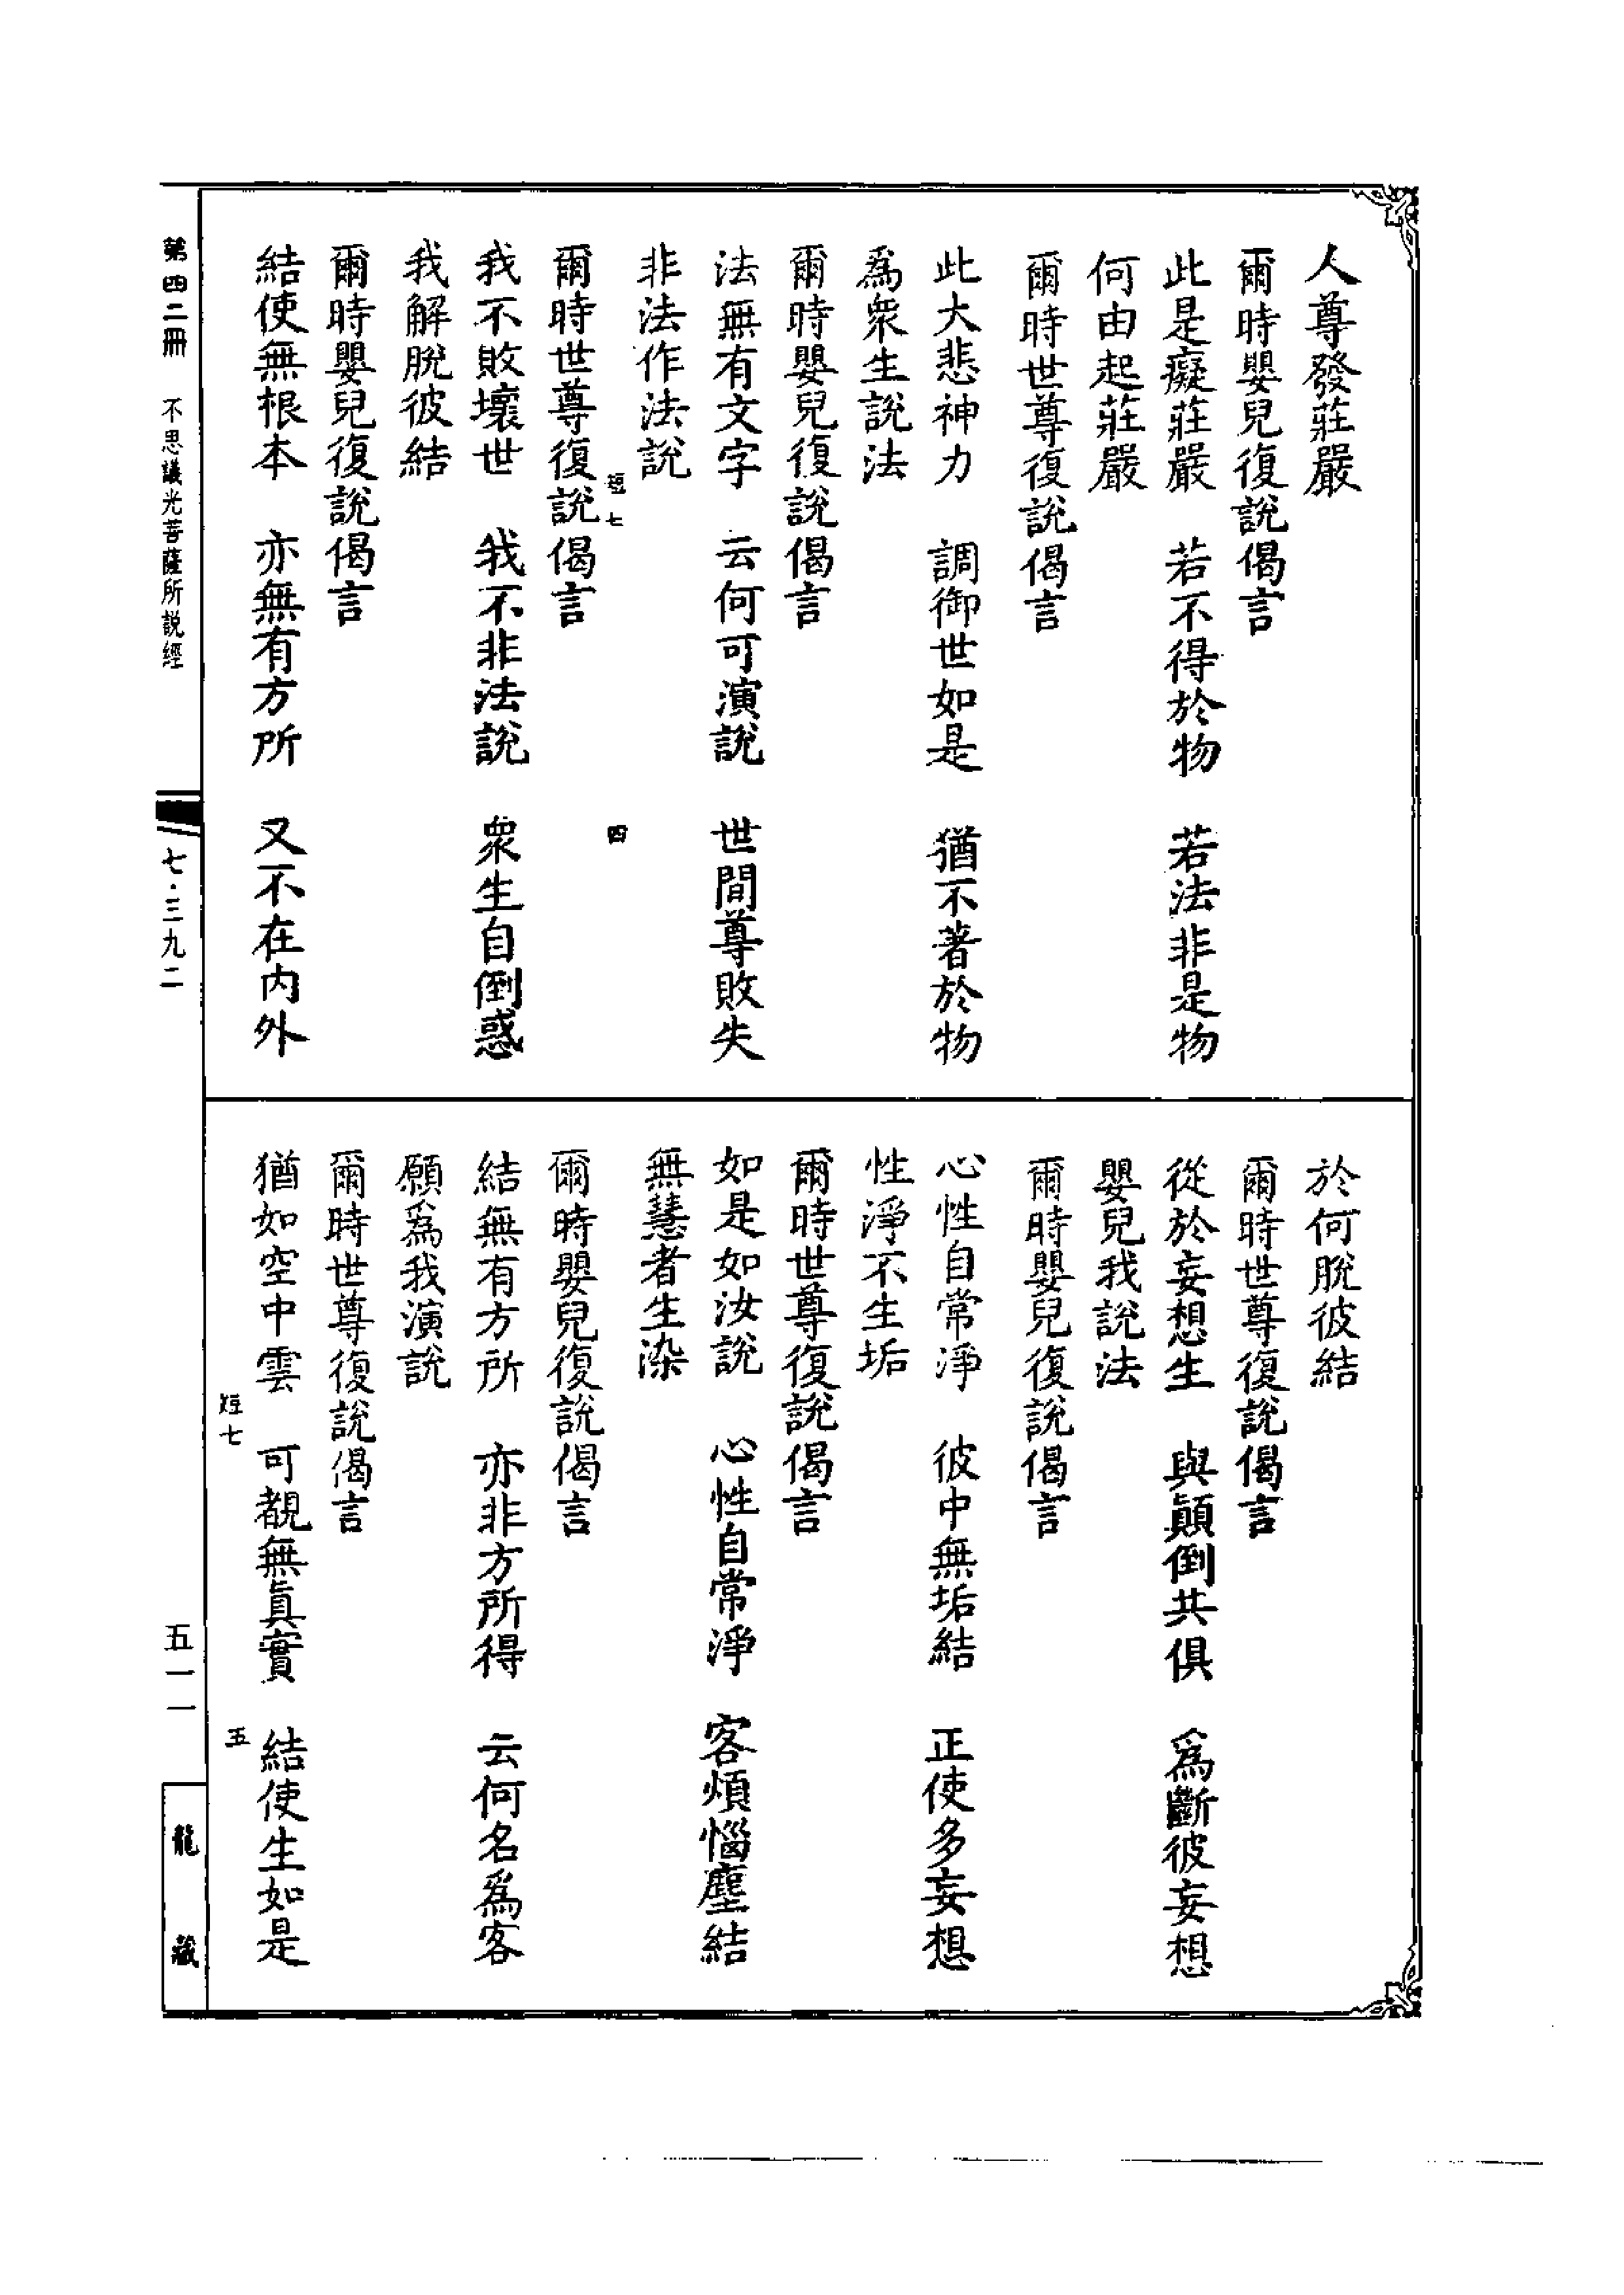 人尊發莊嚴
爾時嬰兒復說偈言
此是癡莊嚴　若不得於物　若法非是物
何由起莊嚴
爾時世尊復說偈言
此大悲神力　調御世如是　猶不著於物
爲衆生說法
爾時嬰兒復說偈言
法無有文字　云何可演說　世間尊敗失
非法作法說
短七　四
爾時世尊復說偈言
我不敗壞世　我不非法說　衆生自倒惑
我解脫彼結
爾時嬰兒復說偈言
結使無根本　亦無有方所　又不在内外
於何脫彼結
爾時世尊復說偈言
從於妄想生　與顚倒共俱　爲斷彼妄想
嬰兒我說法
爾時嬰兒復說偈言
心性自常淨　彼中無垢結　正使多妄想
性淨不生垢
爾時世尊復說偈言
如是如汝說　心性自常淨　客煩惱塵結
無慧者生染
爾時嬰兒復說偈言
結無有方所　亦非方所得　云何名爲客
願爲我演說
爾時世尊復說偈言
猶如空中雲　可覩無眞實　結使生如是
短七　五
第四二冊　不思議光菩薩所説經　七·三九二　五一一　龍藏